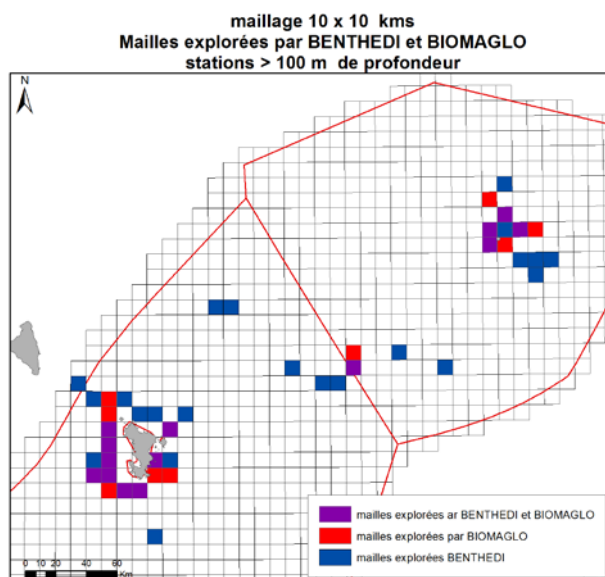 maillage 10 x 10 kms
Mailles explorées par BENTHEDI et BIOMAGLO
stations > 100 m de profondeur
N
mailles explorées ar BENTHEDI et BIOMAGLO
mailles explorées par BIOMAGLO
mailles explorées BENTHEDI
0 10 20 40 60
Km